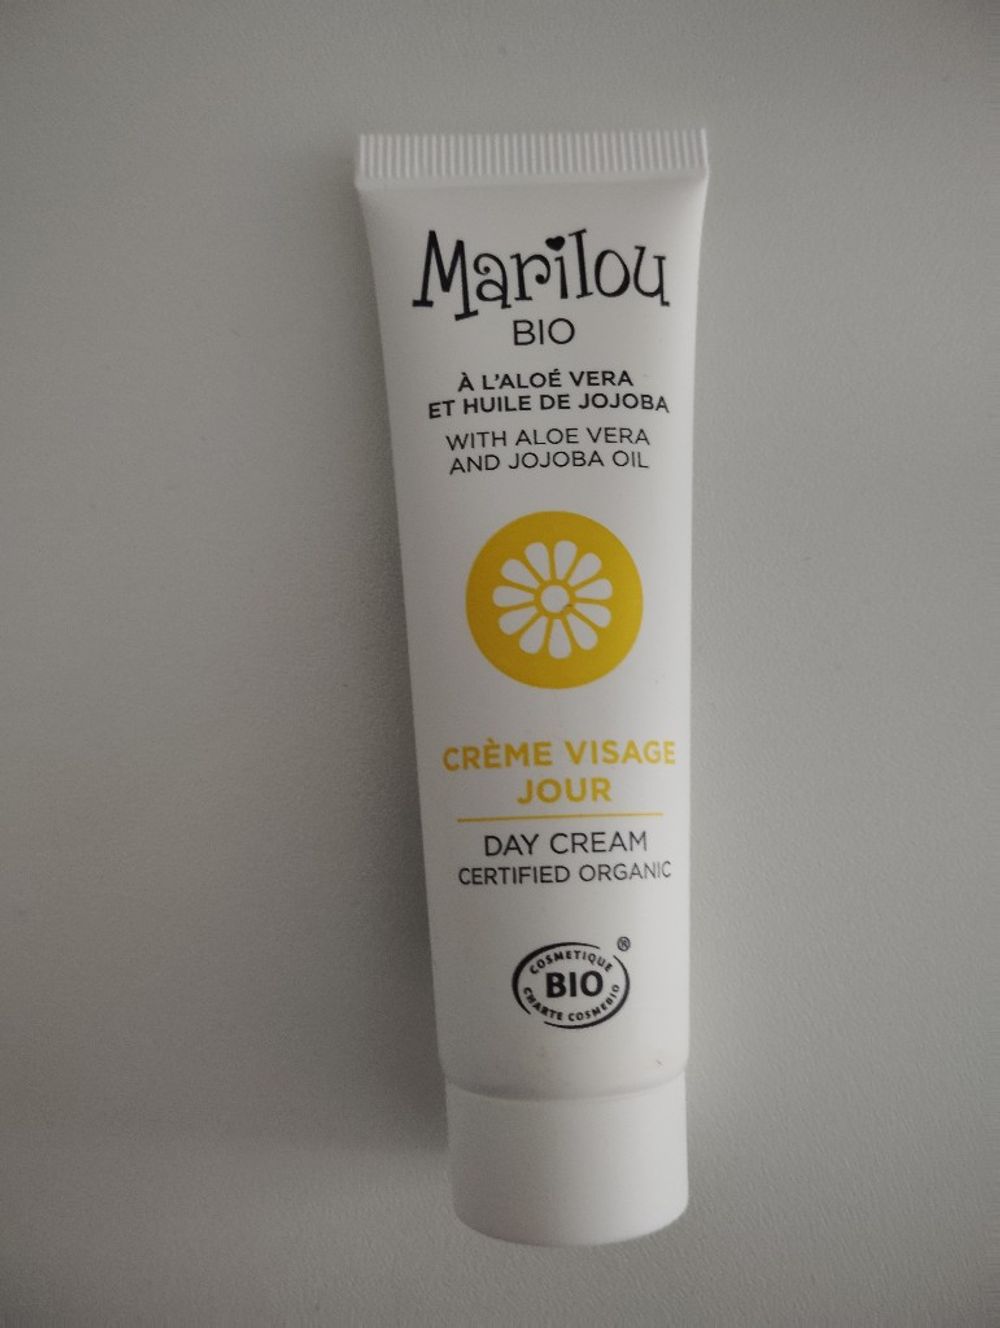 Marilou
BIO
À L'ALOÉ VERA
ET HUILE DE JOJOBA
WITH ALOE VERA
AND JOJOBA OIL
CRÈME VISAGE
JOUR
DAY CREAM
CERTIFIED ORGANIC
®
COSMETIQUE
BIO
CHARTE COSMEBIO